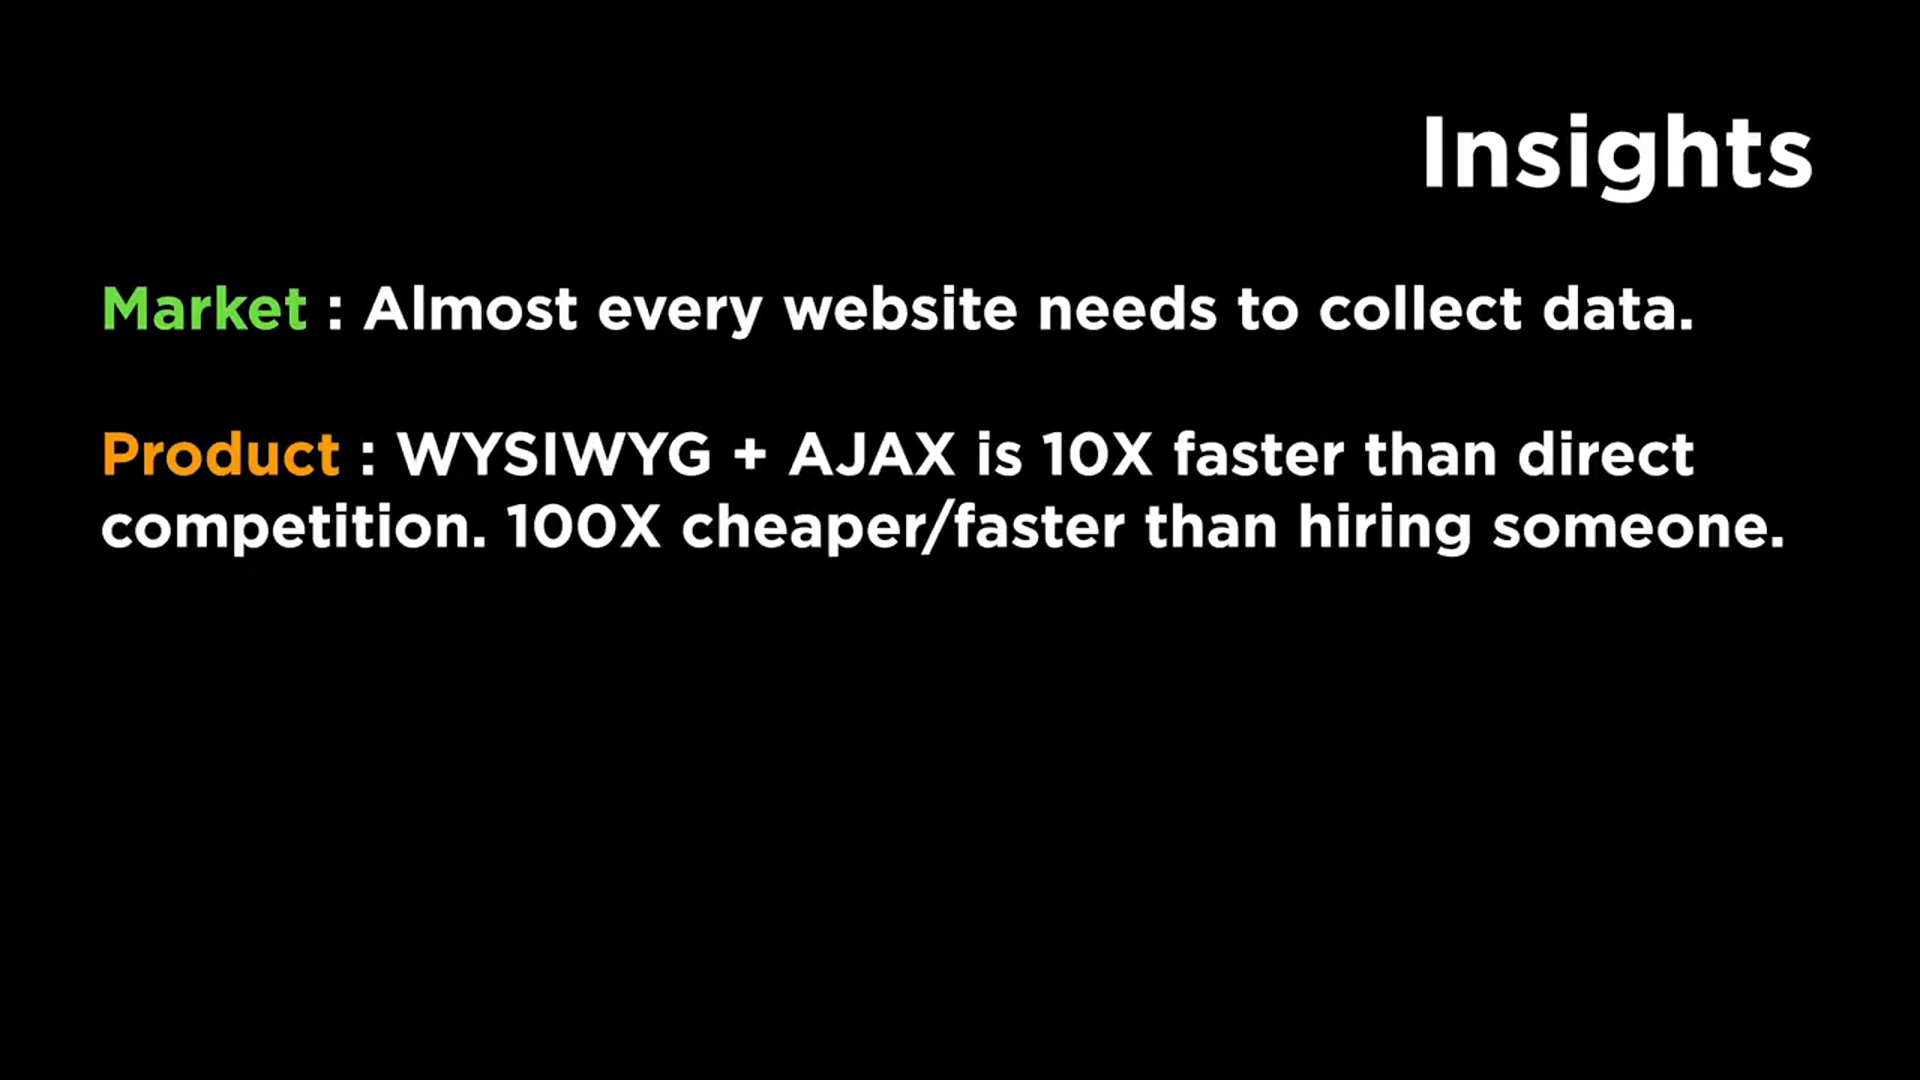 Insights
Market : Almost every website needs to collect data.
Product : WYSIWYG + AJAX is 10X faster than direct
competition. 100X cheaper/faster than hiring someone.